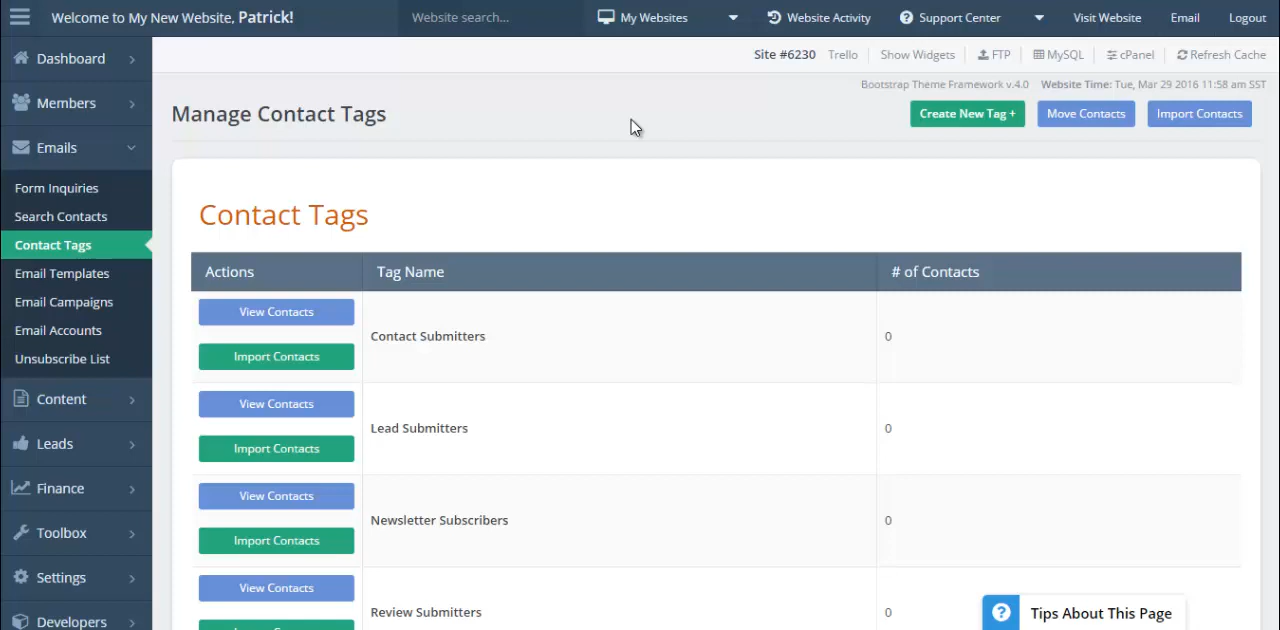 Welcome to My New Website, Patrick!
Website search...
My Websites
Website Activity
Support Center
Visit Website
Email
Logout
Dashboard
Members
Emails
Form Inquiries
Search Contacts
Contact Tags
Email Templates
Email Campaigns
Email Accounts
Unsubscribe List
Content
Leads
Finance
Toolbox
Settings
Developers
Site #6230 Trello Show Widgets FTP MySQL cPanel Refresh Cache
Bootstrap Theme Framework v.4.0 Website Time: Tue, Mar 29 2016 11:58 am SST
Manage Contact Tags
Create New Tag +
Move Contacts
Import Contacts
Contact Tags
Actions Tag Name # of Contacts
View Contacts
Import Contacts
Contact Submitters 0
View Contacts
Import Contacts
Lead Submitters 0
View Contacts
Import Contacts
Newsletter Subscribers 0
View Contacts
Review Submitters 0
? Tips About This Page